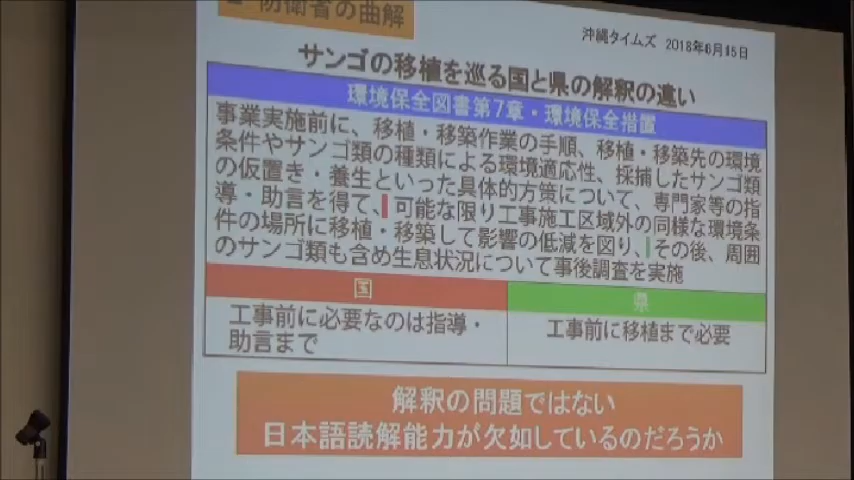 防衛省の曲解
沖縄タイムズ 2018年6月15日
サンゴの移植を巡る国と県の解釈の違い
環境保全図書第7章・環境保全措置
事業実施前に、移植・移築作業の手順、移植・移築先の環境
条件やサンゴ類の種類による環境適応性、採捕したサンゴ類
の仮置き・養生といった具体的方策について、専門家等の指
導・助言を得て、可能な限り工事施工区域外の同様な環境条
件の場所に移植・移築して影響の低減を図り、その後、周囲
のサンゴ類も含め生息状況について事後調査を実施
国
県
工事前に必要なのは指導・
助言まで
工事前に移植まで必要
解釈の問題ではない
日本語読解能力が欠如しているのだろうか